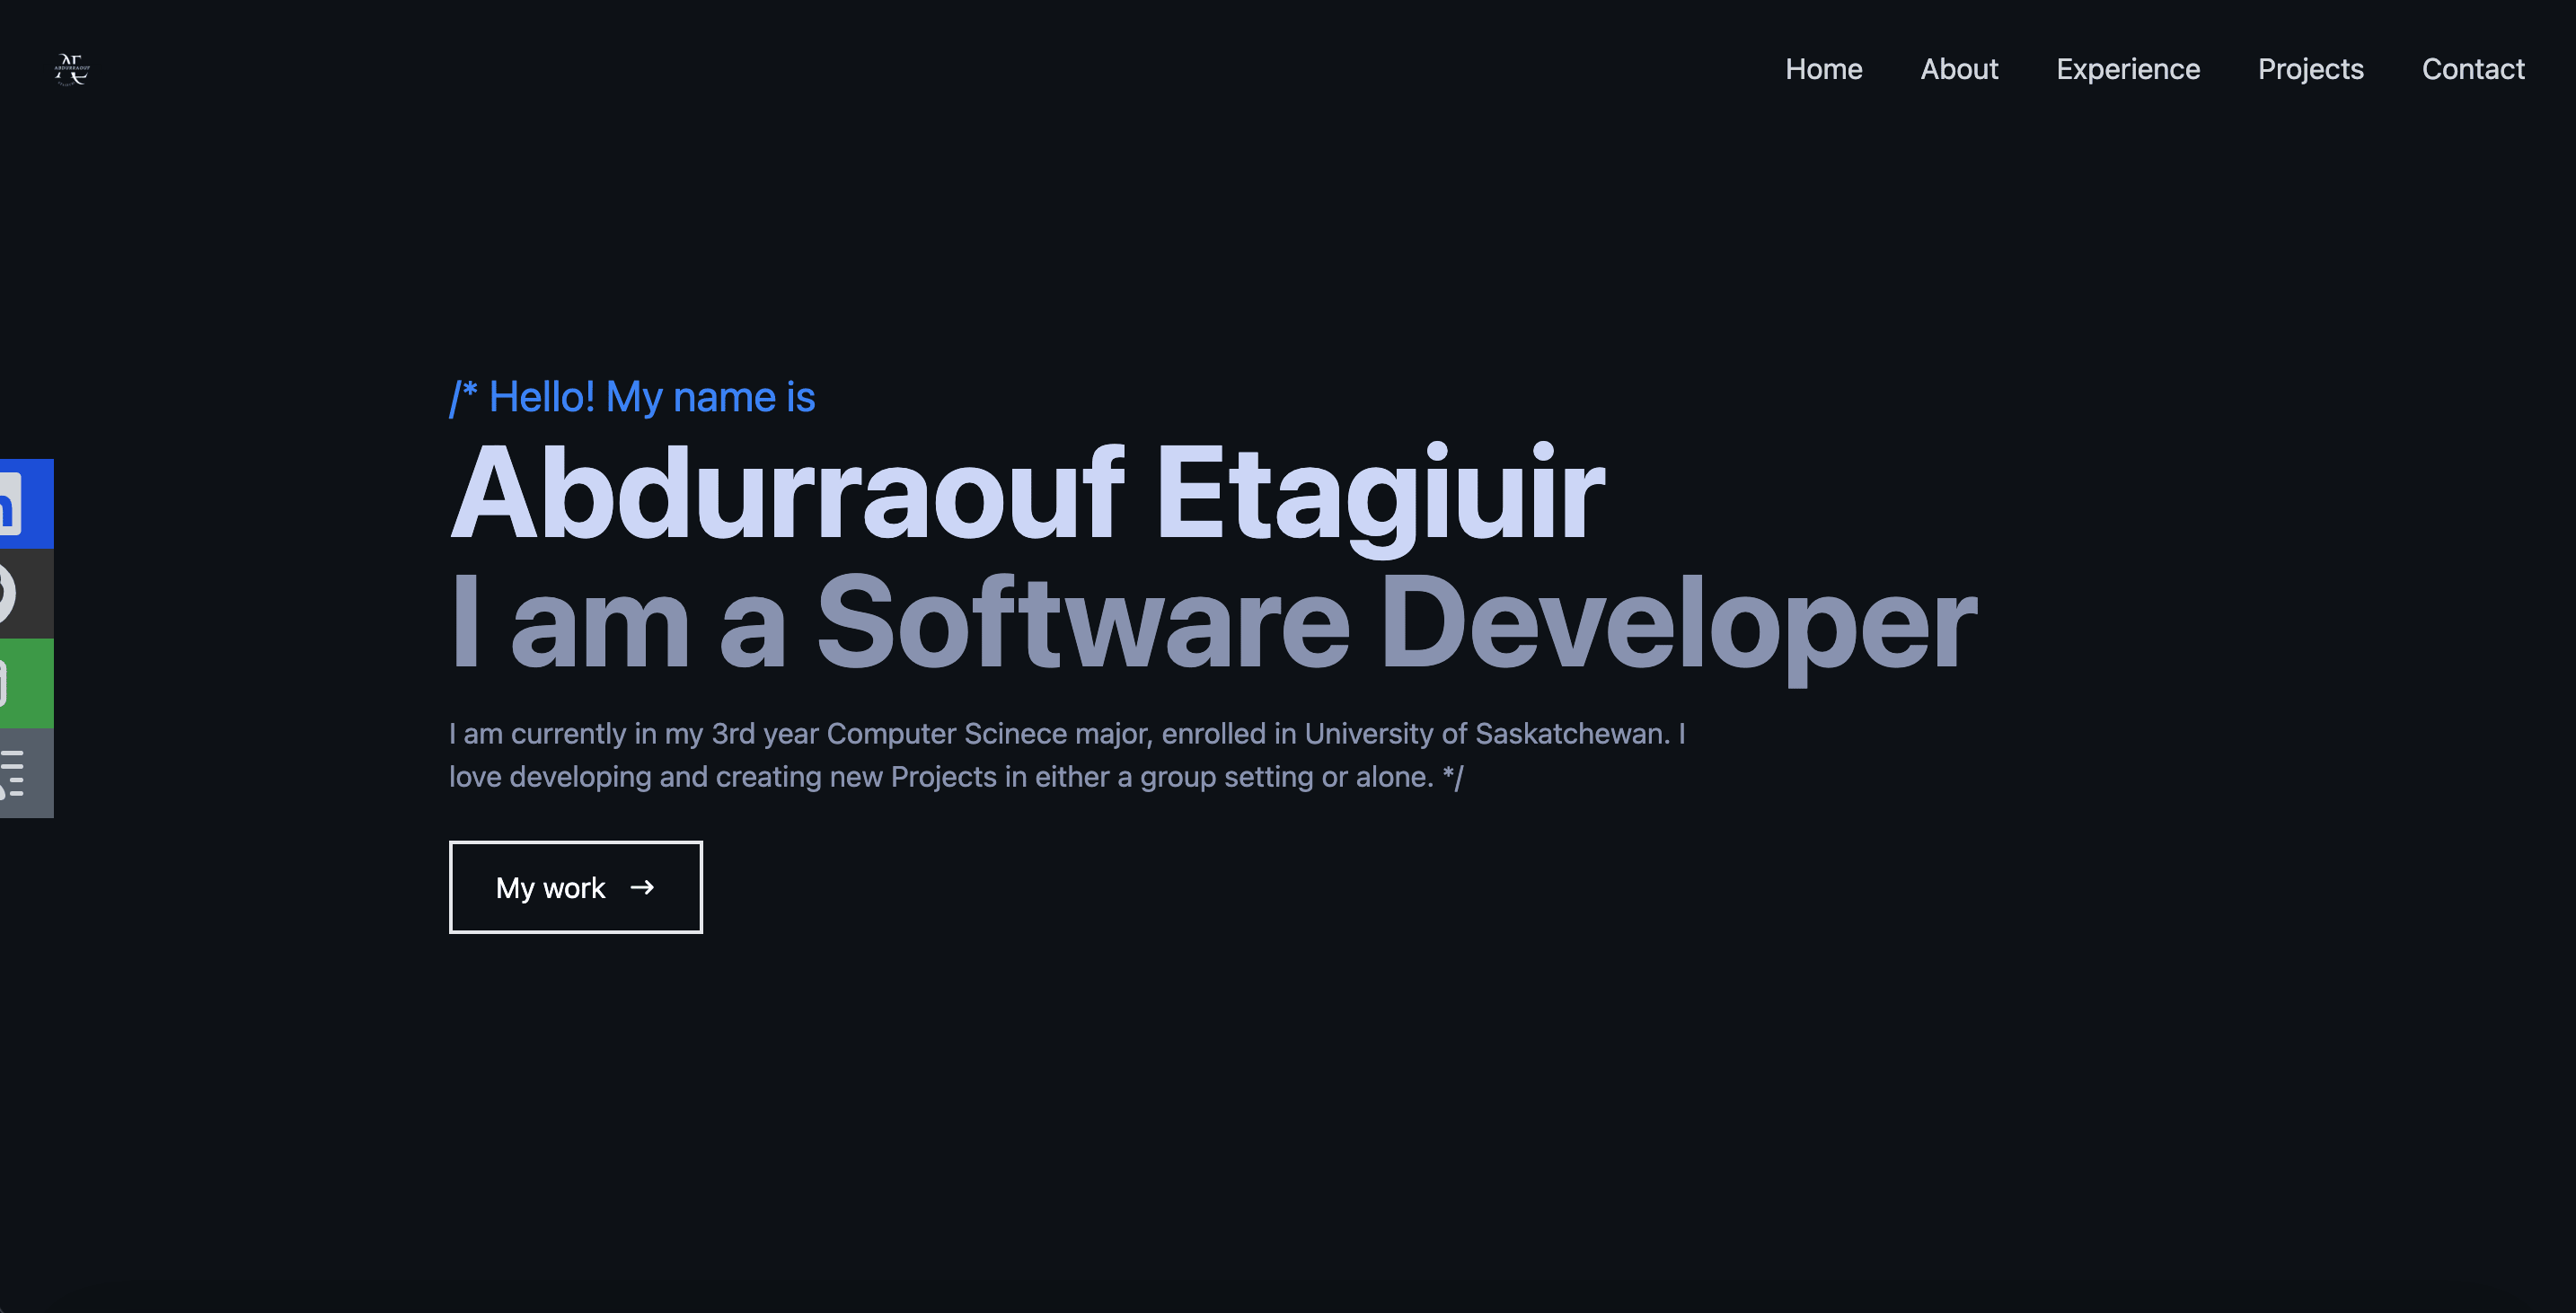 ABDURRAOUF
Home
About
Experience
Projects
Contact
/* Hello! My name is
Abdurraouf Etagiuir
I am a Software Developer
I am currently in my 3rd year Computer Scinece major, enrolled in University of Saskatchewan. I
love developing and creating new Projects in either a group setting or alone. */
My work →